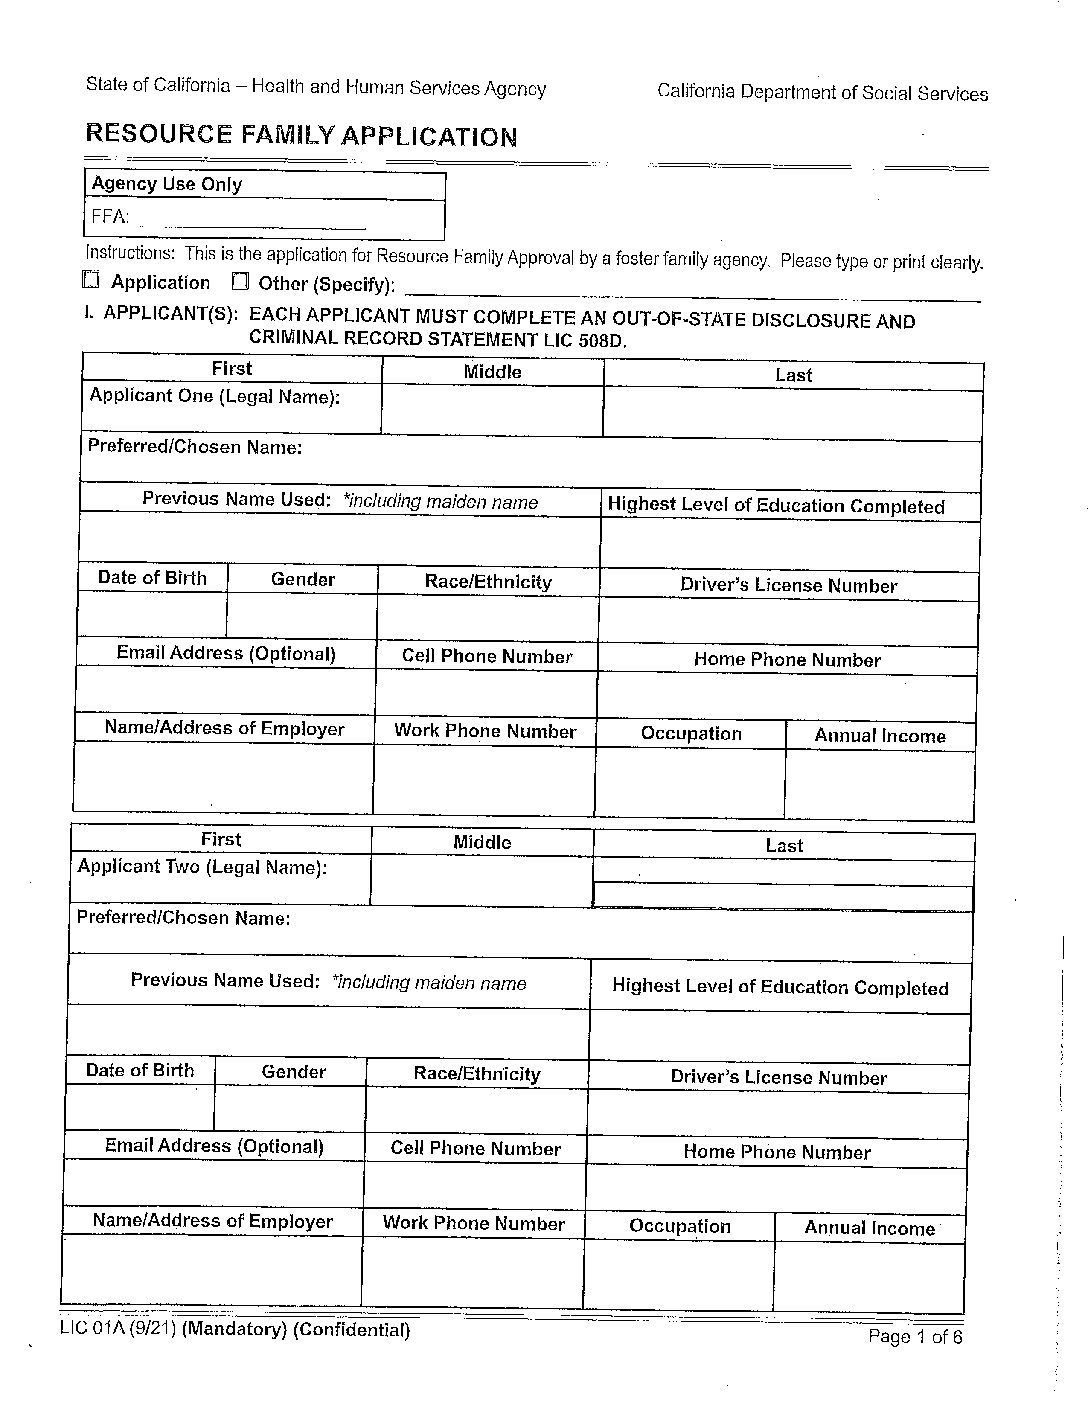 State of California – Health and Human Services Agency California Department of Social Services
RESOURCE FAMILY APPLICATION
Agency Use Only
FFA:
Instructions: This is the application for Resource Family Approval by a foster family agency. Please type or print clearly.
☐ Application ☐ Other (Specify):
I. APPLICANT(S): EACH APPLICANT MUST COMPLETE AN OUT-OF-STATE DISCLOSURE AND
CRIMINAL RECORD STATEMENT LIC 508D.
First Middle Last
Applicant One (Legal Name):
Preferred/Chosen Name:
Previous Name Used: *including maiden name Highest Level of Education Completed
Date of Birth Gender Race/Ethnicity Driver's License Number
Email Address (Optional) Cell Phone Number Home Phone Number
Name/Address of Employer Work Phone Number Occupation Annual Income
First Middle Last
Applicant Two (Legal Name):
Preferred/Chosen Name:
Previous Name Used: *including maiden name Highest Level of Education Completed
Date of Birth Gender Race/Ethnicity Driver's License Number
Email Address (Optional) Cell Phone Number Home Phone Number
Name/Address of Employer Work Phone Number Occupation Annual Income
LIC 01A (9/21) (Mandatory) (Confidential) Page 1 of 6